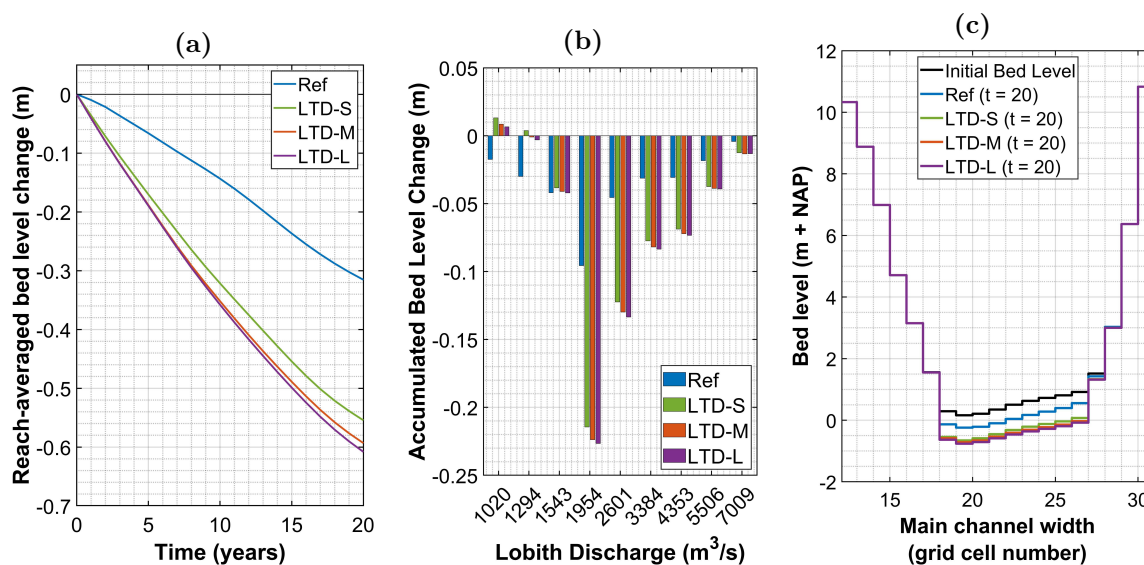 (a)
Reach-averaged bed level change (m)
0
-0.1
-0.2
-0.3
-0.4
-0.5
-0.6
-0.7
Ref
LTD-S
LTD-M
LTD-L
0 5 10 15 20
Time (years)
(b)
Accumulated Bed Level Change (m)
0.05
0
-0.05
-0.1
-0.15
-0.2
-0.25
Ref
LTD-S
LTD-M
LTD-L
1020 1294 1543 1954 2601 3384 4353 5506 7009
Lobith Discharge (m³/s)
(c)
Bed level (m + NAP)
12
10
8
6
4
2
0
-2
Initial Bed Level
Ref (t = 20)
LTD-S (t = 20)
LTD-M (t = 20)
LTD-L (t = 20)
15 20 25 30
Main channel width
(grid cell number)